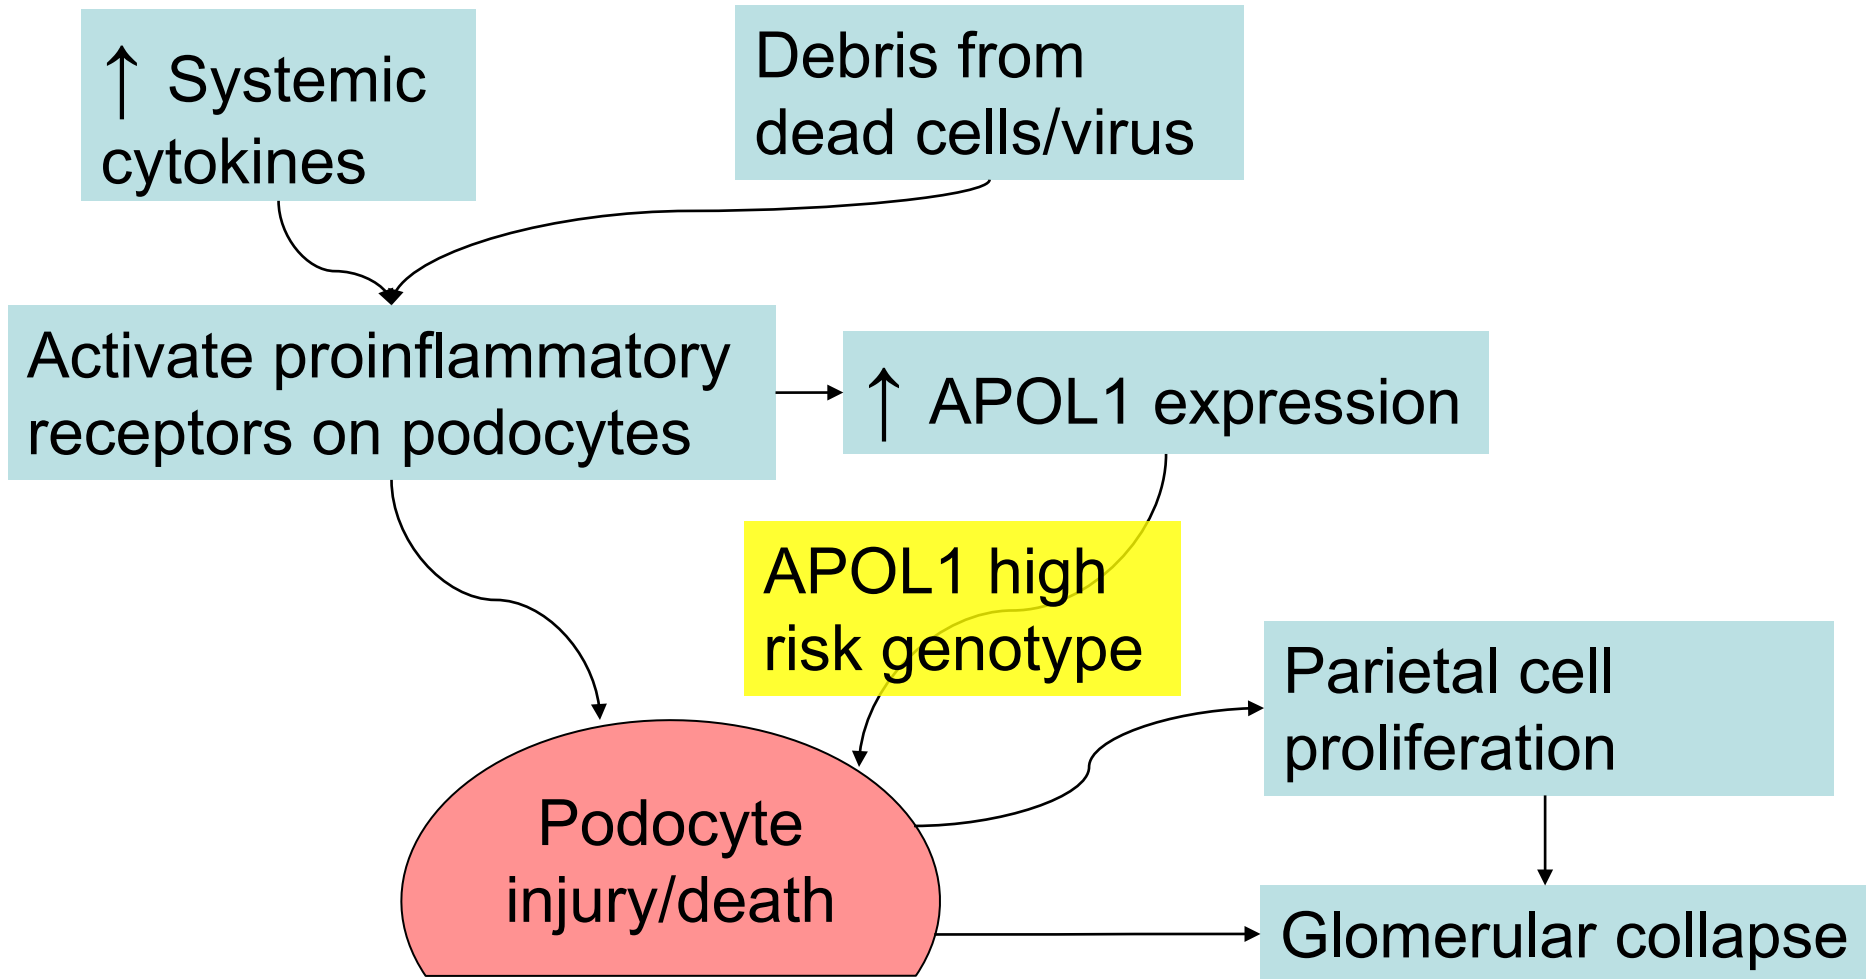 ↑ Systemic
cytokines
Debris from
dead cells/virus
Activate proinflammatory
receptors on podocytes
↑ APOL1 expression
APOL1 high
risk genotype
Parietal cell
proliferation
Podocyte
injury/death
Glomerular collapse